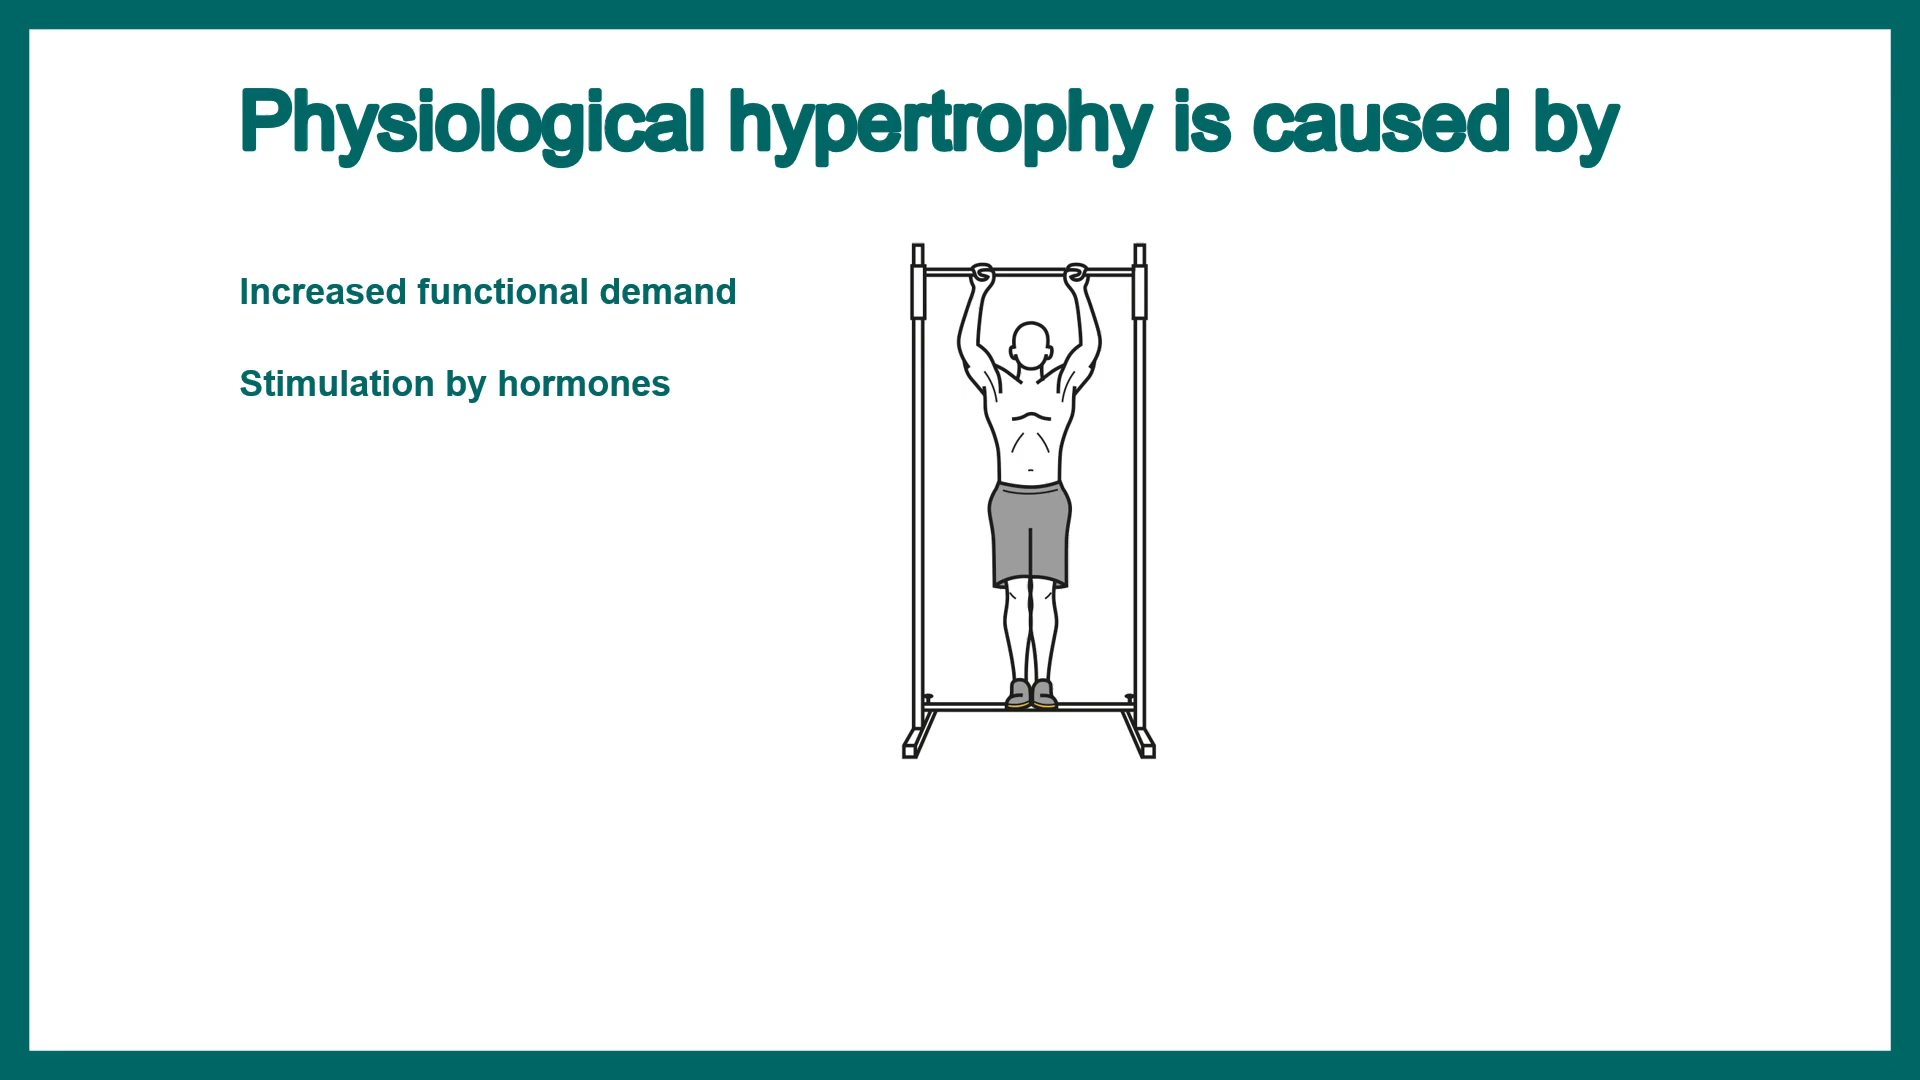 Physiological hypertrophy is caused by
Increased functional demand
Stimulation by hormones